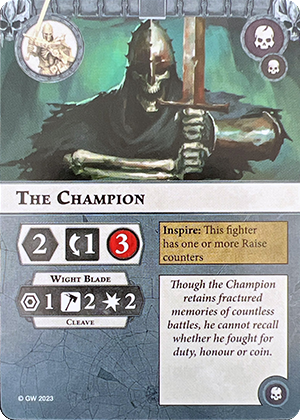 The Champion
2 1 3
Inspire: This fighter
has one or more Raise
counters
Wight Blade
1 2 2
Cleave
Though the Champion
retains fractured
memories of countless
battles, he cannot recall
whether he fought for
duty, honour or coin.
© GW 2023